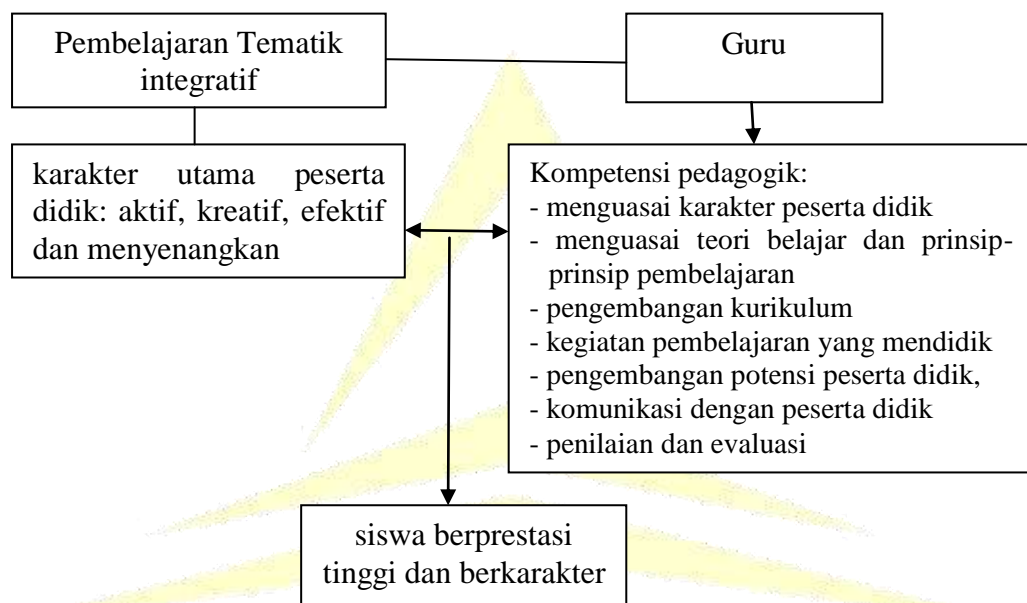 Pembelajaran Tematik
integratif
Guru
karakter utama peserta
didik: aktif, kreatif, efektif
dan menyenangkan
Kompetensi pedagogik:
- menguasai karakter peserta didik
- menguasai teori belajar dan prinsip-
prinsip pembelajaran
- pengembangan kurikulum
- kegiatan pembelajaran yang mendidik
- pengembangan potensi peserta didik,
- komunikasi dengan peserta didik
- penilaian dan evaluasi
siswa berprestasi
tinggi dan berkarakter